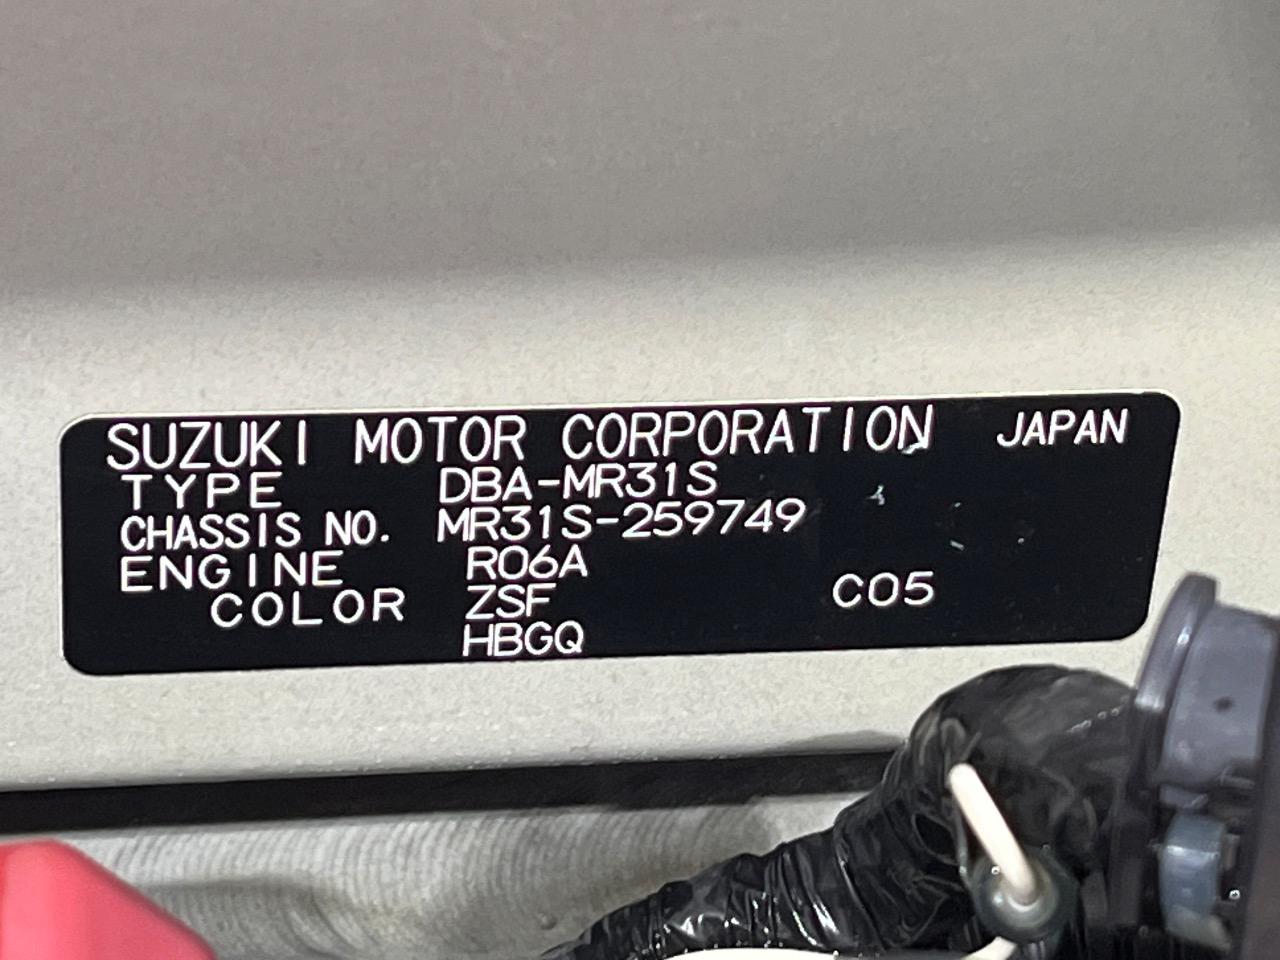 SUZUKI MOTOR CORPORATION JAPAN
TYPE DBA-MR31S
CHASSIS NO. MR31S-259749
ENGINE R06A
COLOR ZSF C05
HBGQ